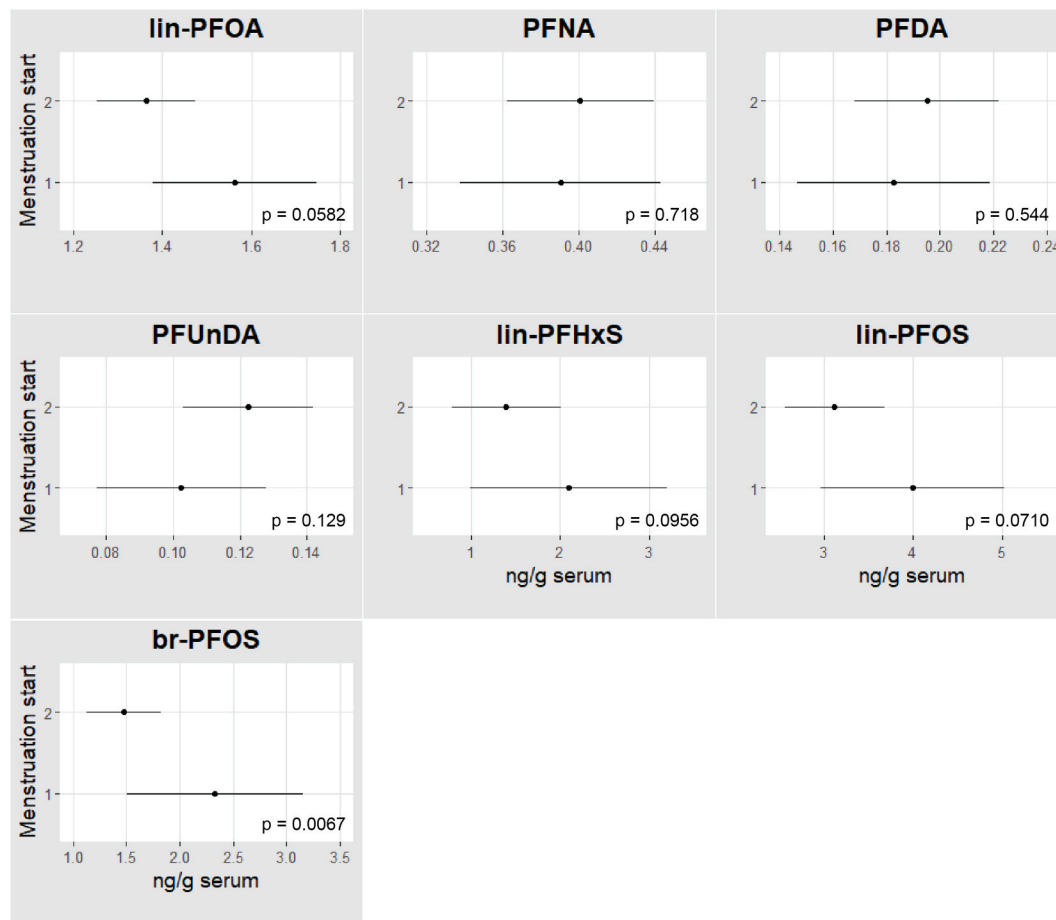 lin-PFOA
PFNA
PFDA
Menstruation start
2
1
p = 0.0582
1.2 1.4 1.6 1.8
2
1
p = 0.718
0.32 0.36 0.40 0.44
2
1
p = 0.544
0.14 0.16 0.18 0.20 0.22 0.24
PFUnDA
lin-PFHxS
lin-PFOS
Menstruation start
2
1
p = 0.129
0.08 0.10 0.12 0.14
2
1
p = 0.0956
1 2 3
ng/g serum
2
1
p = 0.0710
3 4 5
ng/g serum
br-PFOS
Menstruation start
2
1
p = 0.0067
1.0 1.5 2.0 2.5 3.0 3.5
ng/g serum